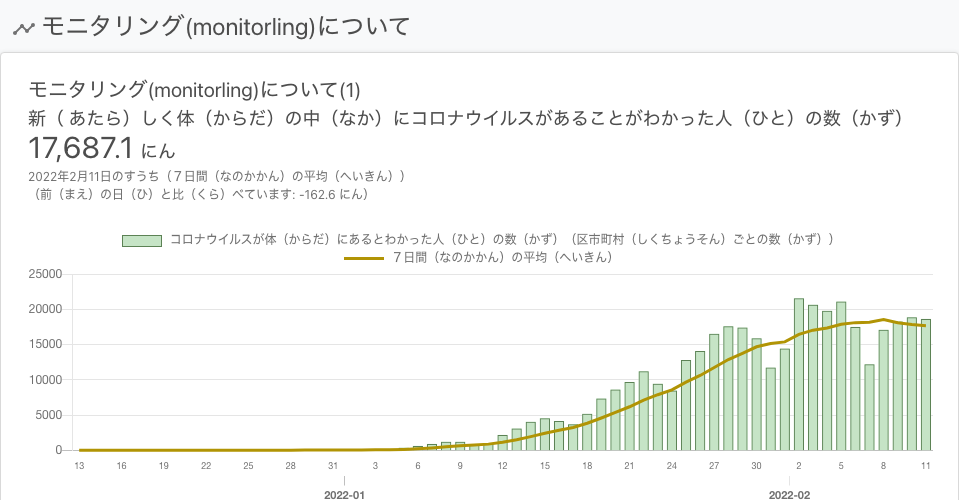 モニタリング(monitorling)について
モニタリング(monitorling)について(1)
新（ あたら）しく体（からだ）の中（なか）にコロナウイルスがあることがわかった人（ひと）の数（かず）
17,687.1 にん
2022年2月11日のすうち（７日間（なのかかん）の平均（へいきん））
（前（まえ）の日（ひ）と比（くら）べています: -162.6 にん）
コロナウイルスが体（からだ）にあるとわかった人（ひと）の数（かず）（区市町村（しくちょうそん）ごとの数（かず））
７日間（なのかかん）の平均（へいきん）
25000
20000
15000
10000
5000
0
13 16 19 22 25 28 31 3 6 9 12 15 18 21 24 27 30 2 5 8 11
2022-01 2022-02